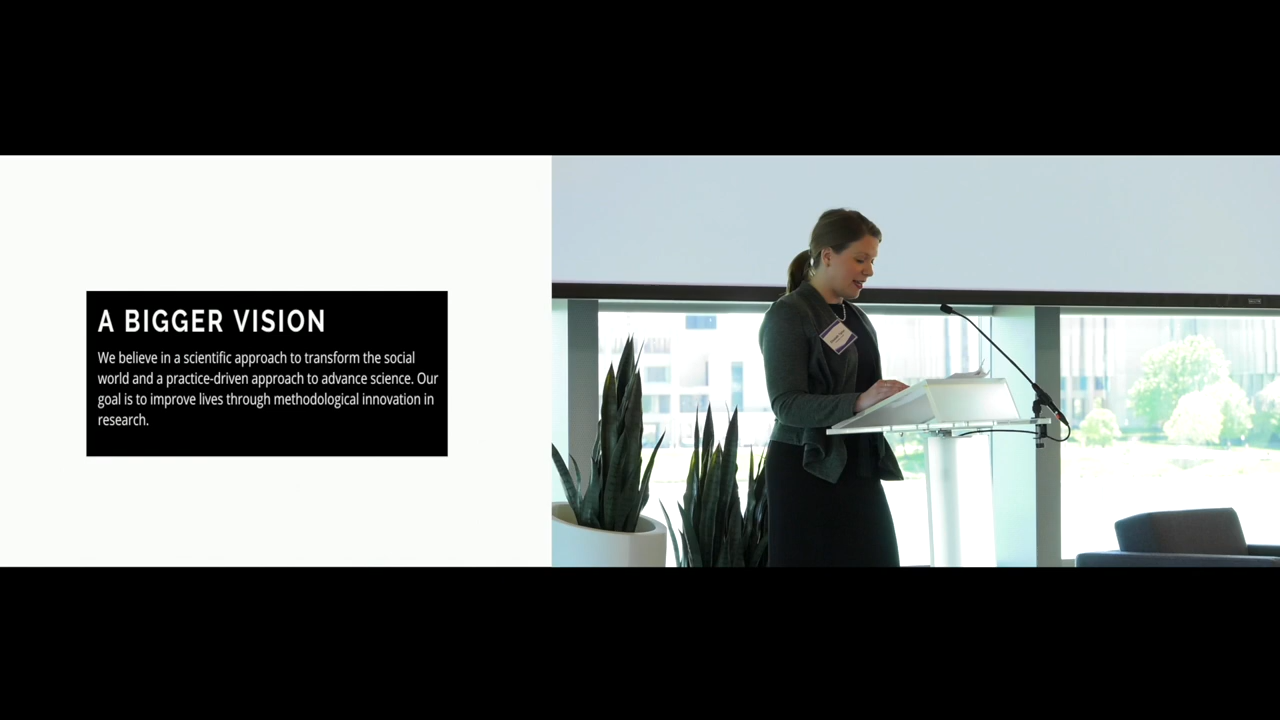 A BIGGER VISION
We believe in a scientific approach to transform the social
world and a practice-driven approach to advance science. Our
goal is to improve lives through methodological innovation in
research.